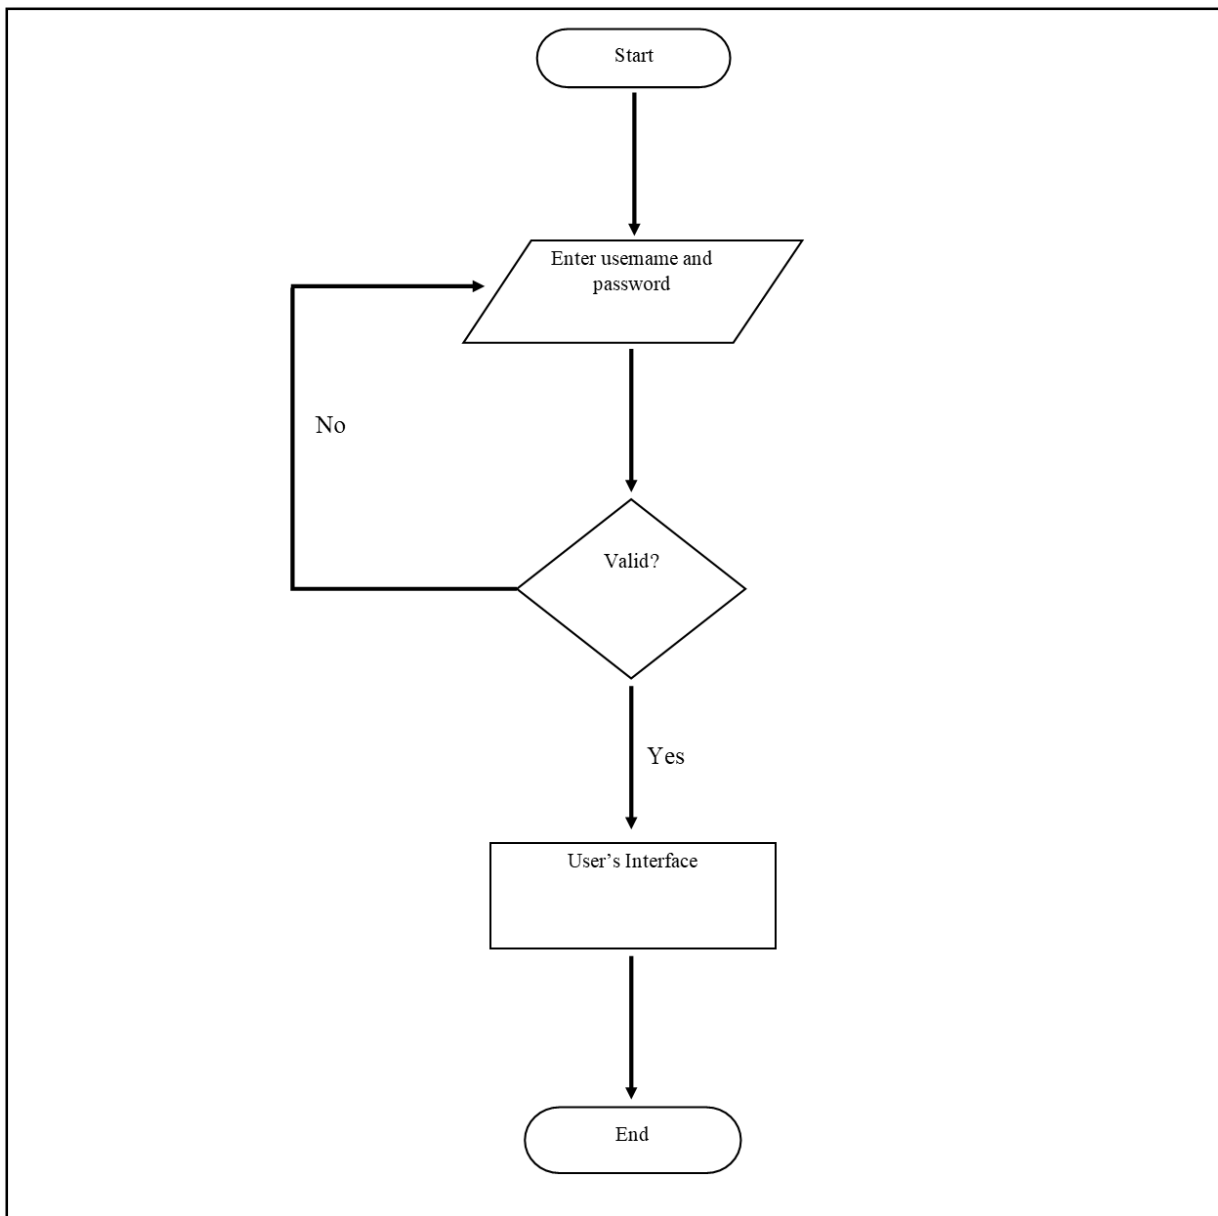 Start
Enter username and
password
No
Valid?
Yes
User’s Interface
End